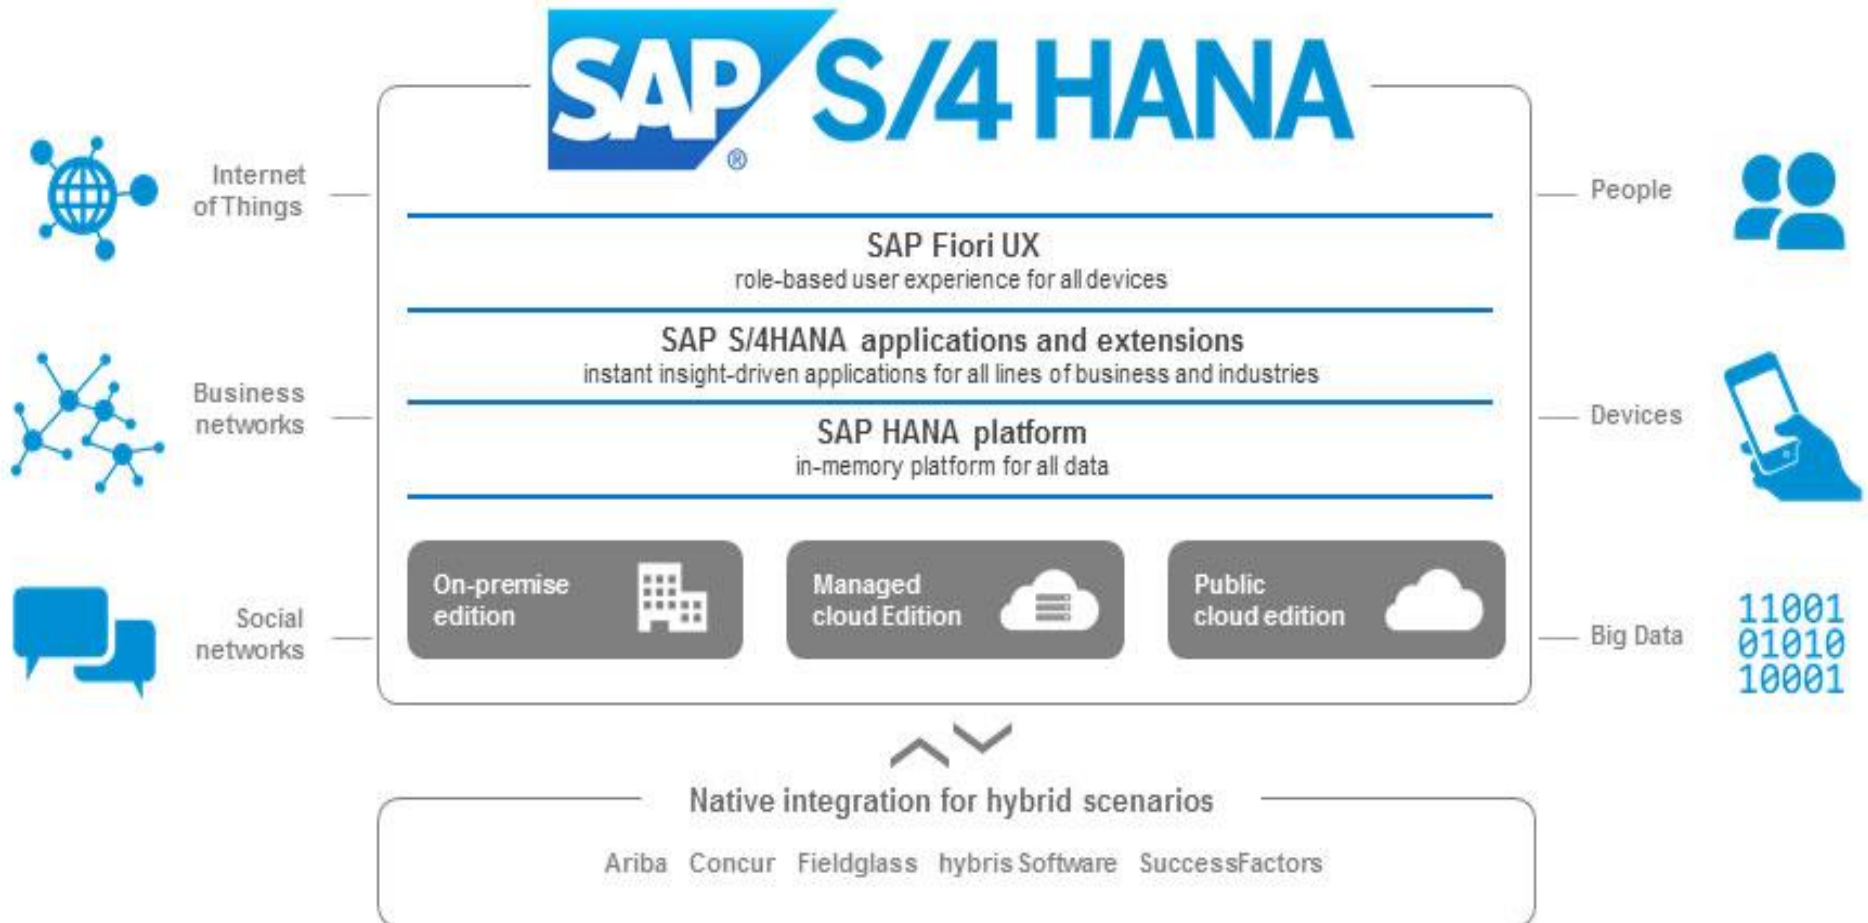 SAP ® S/4 HANA
Internet
of Things
Business
networks
Social
networks
SAP Fiori UX
role-based user experience for all devices
SAP S/4HANA applications and extensions
instant insight-driven applications for all lines of business and industries
SAP HANA platform
in-memory platform for all data
On-premise
edition
Managed
cloud Edition
Public
cloud edition
People
Devices
Big Data
11001
01010
10001
Native integration for hybrid scenarios
Ariba Concur Fieldglass hybris Software SuccessFactors